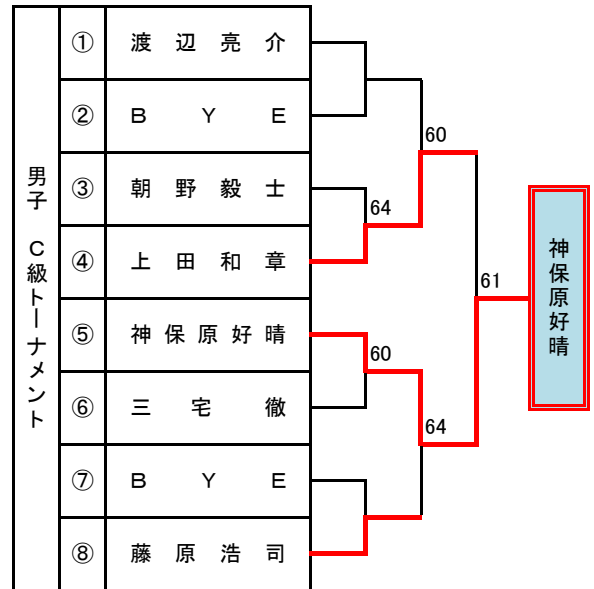 男子 C級トーナメント
① 渡辺亮介
② BYE
③ 朝野毅士
④ 上田和章
⑤ 神保原好晴
⑥ 三宅徹
⑦ BYE
⑧ 藤原浩司
64
60
60
64
61
神保原好晴